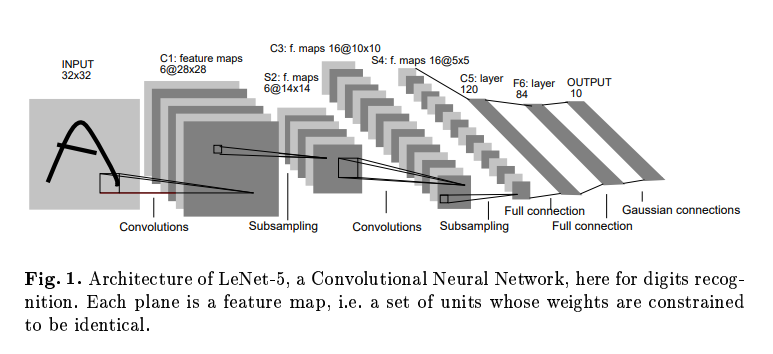 INPUT
32x32
C1: feature maps
6@28x28
S2: f. maps
6@14x14
C3: f. maps 16@10x10
S4: f. maps 16@5x5
C5: layer
120
F6: layer
84
OUTPUT
10
A
Convolutions
Subsampling
Convolutions
Subsampling
Full connection
Full connection
Gaussian connections
Fig. 1. Architecture of LeNet-5, a Convolutional Neural Network, here for digits recog-
nition. Each plane is a feature map, i.e. a set of units whose weights are constrained
to be identical.